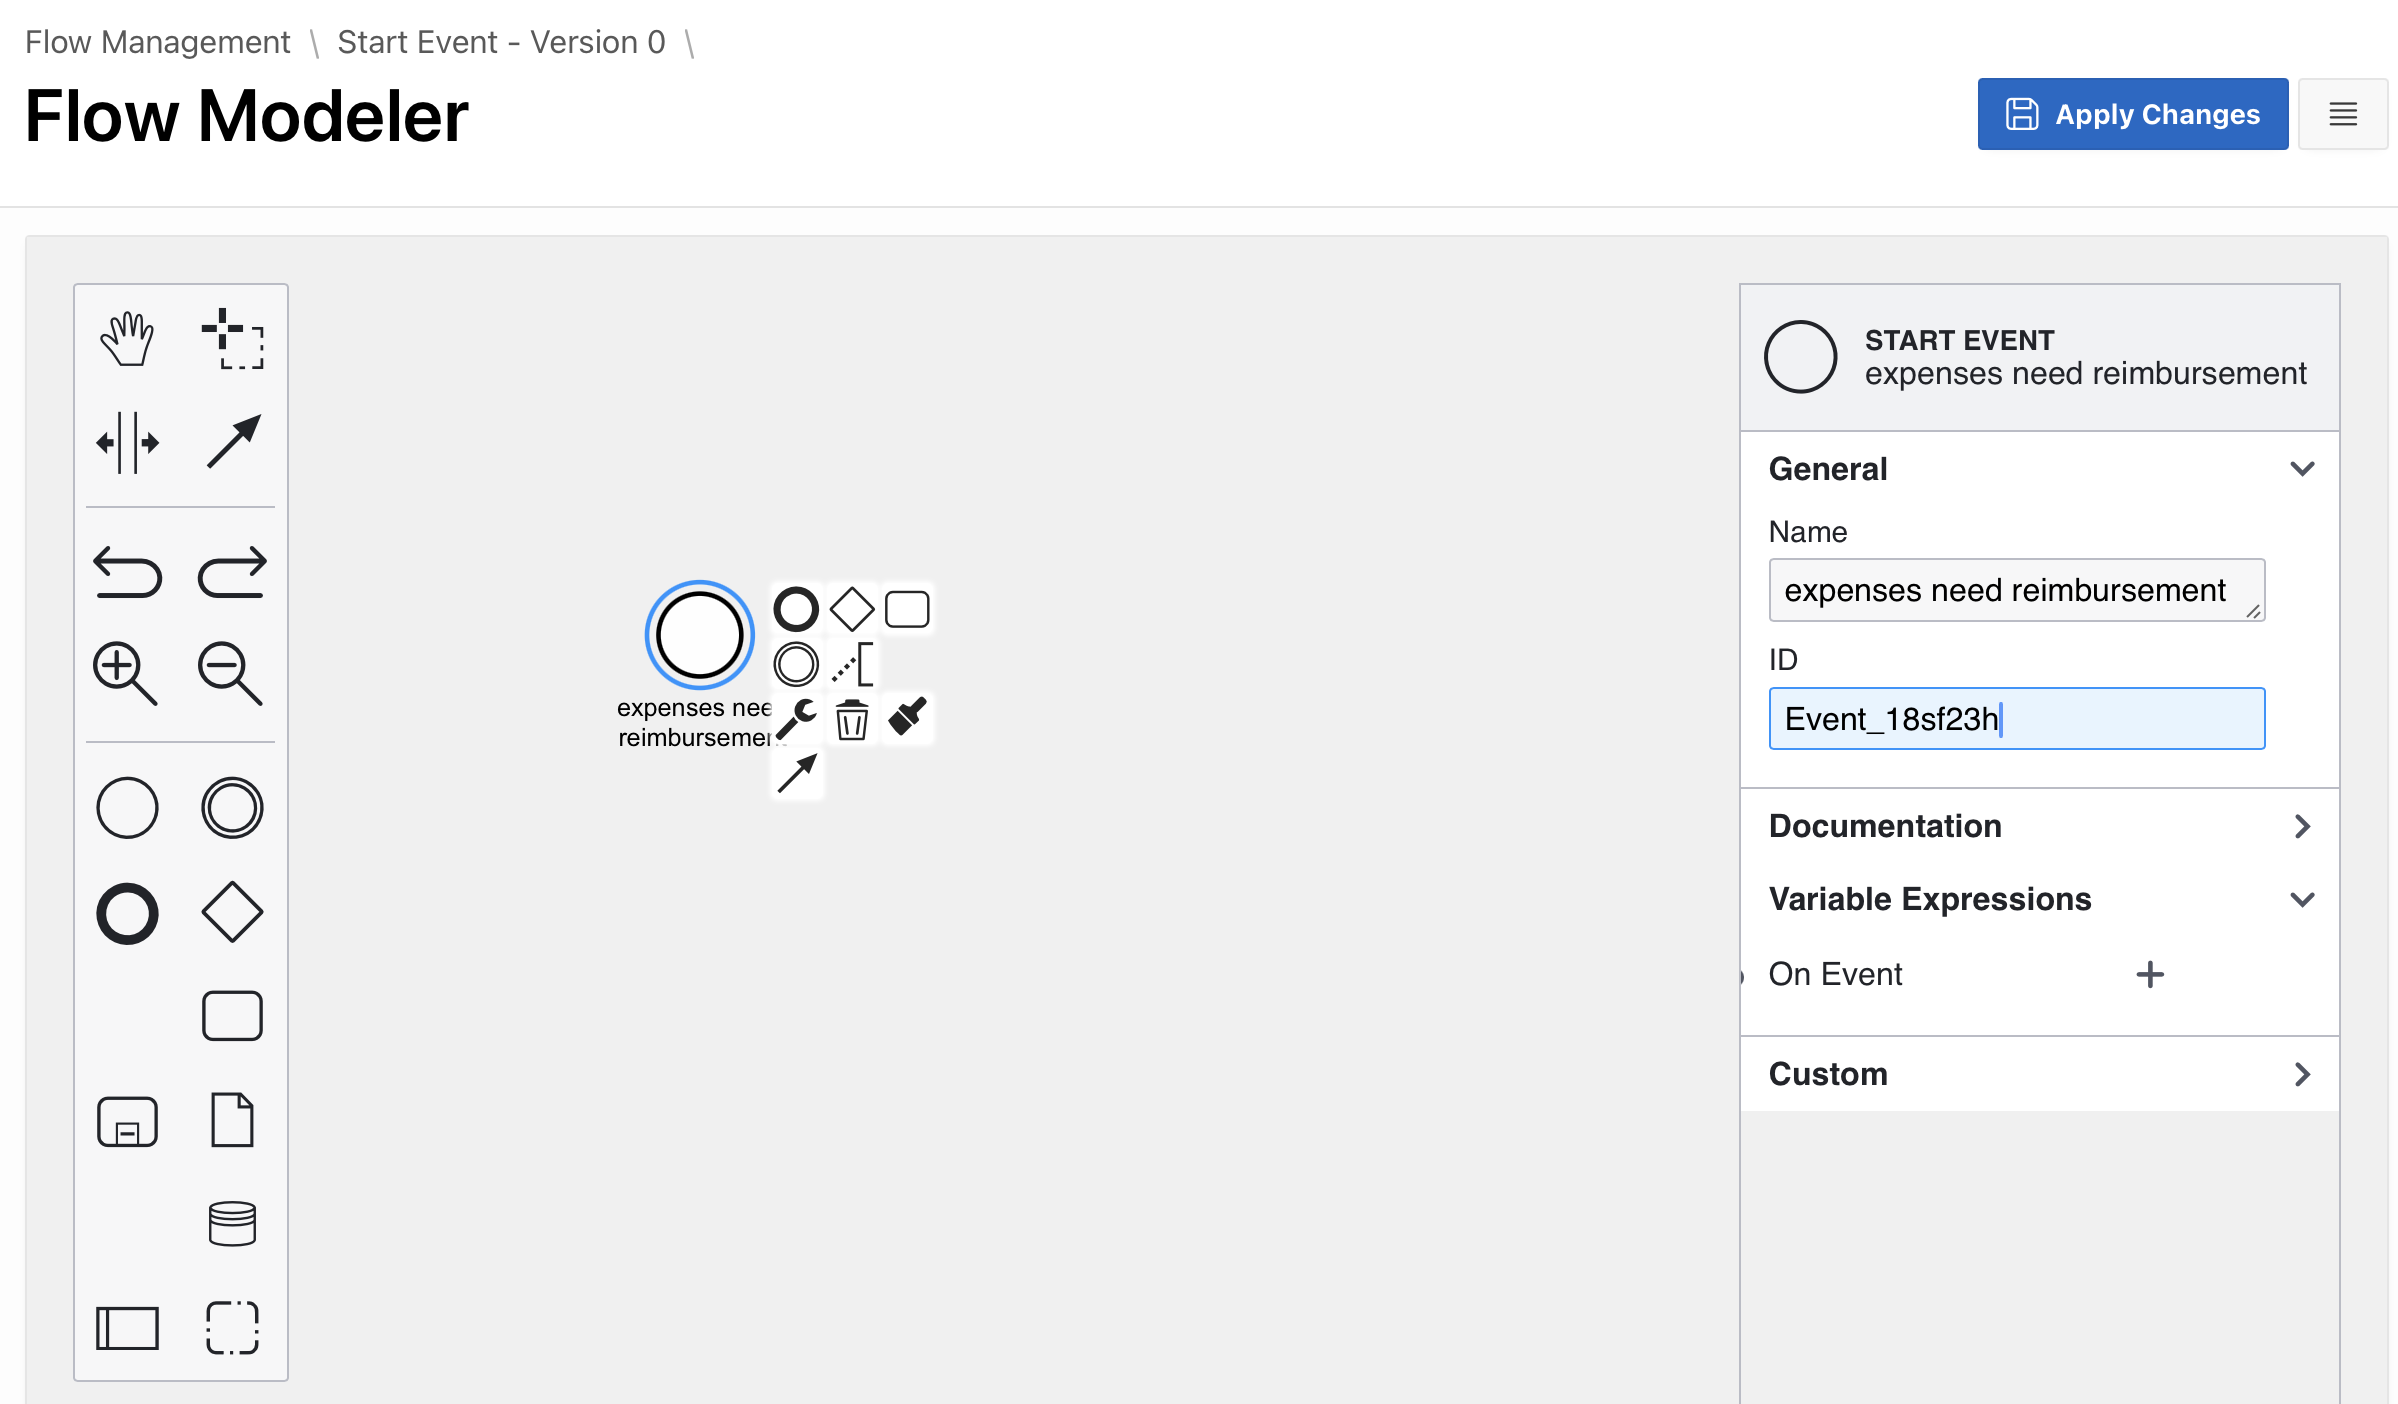 Flow Management \ Start Event - Version 0 \
Flow Modeler
Apply Changes
START EVENT
expenses need reimbursement
General
Name
expenses need reimbursement
ID
Event_18sf23h
Documentation
Variable Expressions
On Event
Custom
expenses nee
reimbursemen